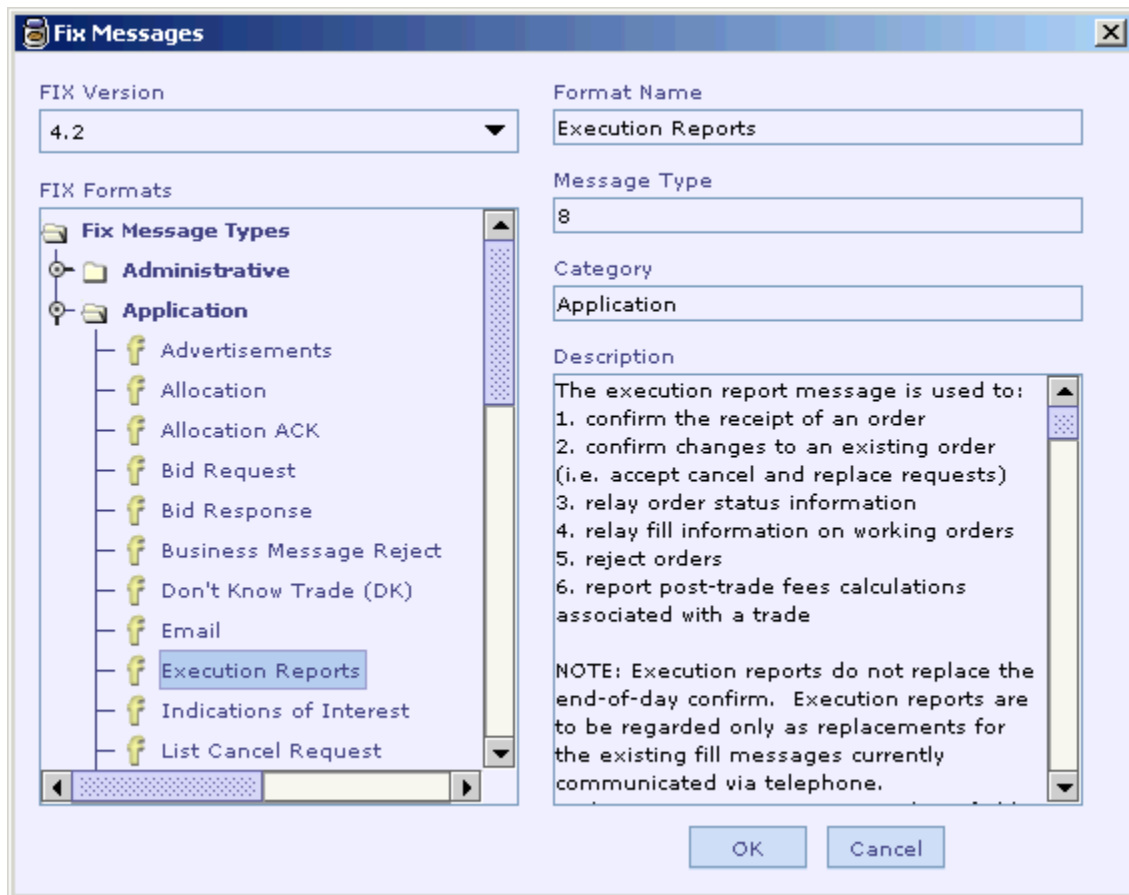 Fix Messages
FIX Version
4.2
FIX Formats
Fix Message Types
Administrative
Application
Advertisements
Allocation
Allocation ACK
Bid Request
Bid Response
Business Message Reject
Don't Know Trade (DK)
Email
Execution Reports
Indications of Interest
List Cancel Request
Format Name
Execution Reports
Message Type
8
Category
Application
Description
The execution report message is used to:
1. confirm the receipt of an order
2. confirm changes to an existing order
(i.e. accept cancel and replace requests)
3. relay order status information
4. relay fill information on working orders
5. reject orders
6. report post-trade fees calculations
associated with a trade
NOTE: Execution reports do not replace the
end-of-day confirm.  Execution reports are
to be regarded only as replacements for
the existing fill messages currently
communicated via telephone.
OK
Cancel